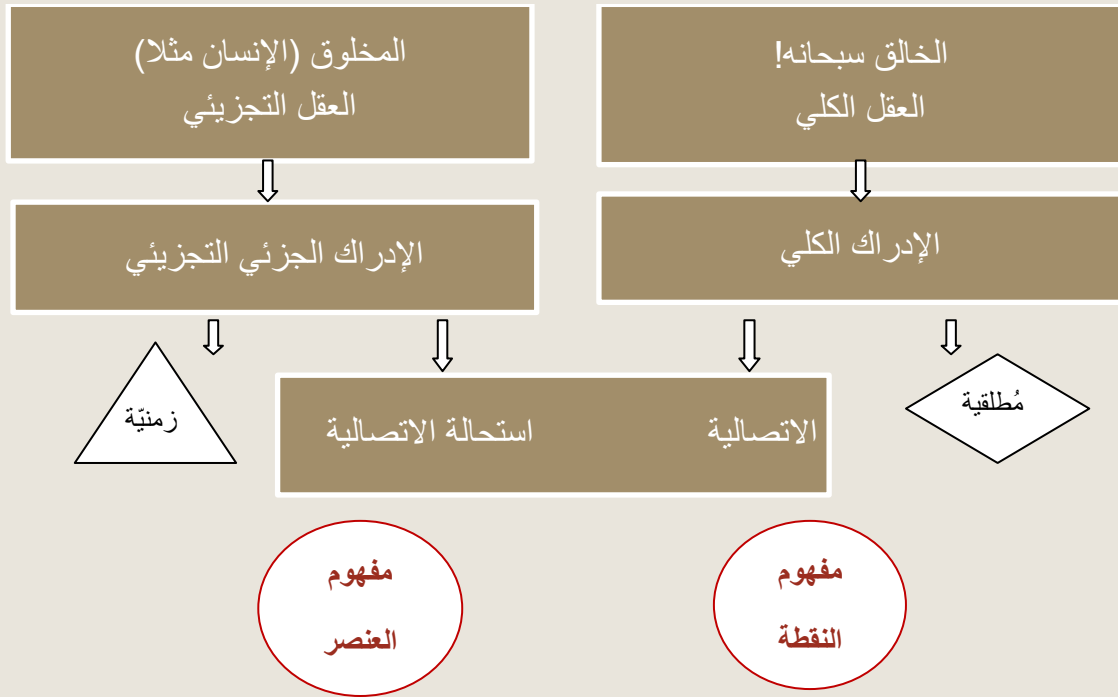 الخالق سبحانه!
العقل الكلي
المخلوق (الإنسان مثلا)
العقل التجزيئي
الإدراك الكلي
الإدراك الجزئي التجزيئي
مُطلقية
الاتصالية
استحالة الاتصالية
زمنيّة
مفهوم
النقطة
مفهوم
العنصر